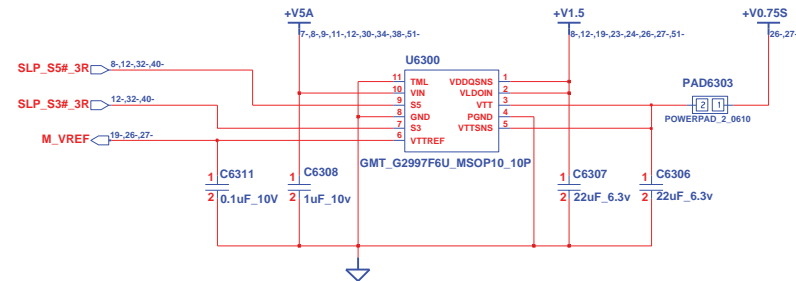 +V5A
+V1.5
+V0.75S
7-,8-,9-,11-,12-,30-,34-,38-,51-
8-,12-,19-,23-,24-,26-,27-,51-
26-,27-
U6300
SLP_S5#_3R
8-,12-,32-,40-
11 TML VDDQSNS 1
10 VIN VLDOIN 2
PAD6303
9 S5 VTT 3
2 1
SLP_S3#_3R
12-,32-,40-
8 GND PGND 4
POWERPAD_2_0610
7 S3 VTTSNS 5
M_VREF
19-,26-,27-
6 VTTREF
GMT_G2997F6U_MSOP10_10P
1 C6311
1 C6308
1 C6307
1 C6306
2 0.1uF_10V
2 1uF_10v
2 22uF_6.3v
2 22uF_6.3v